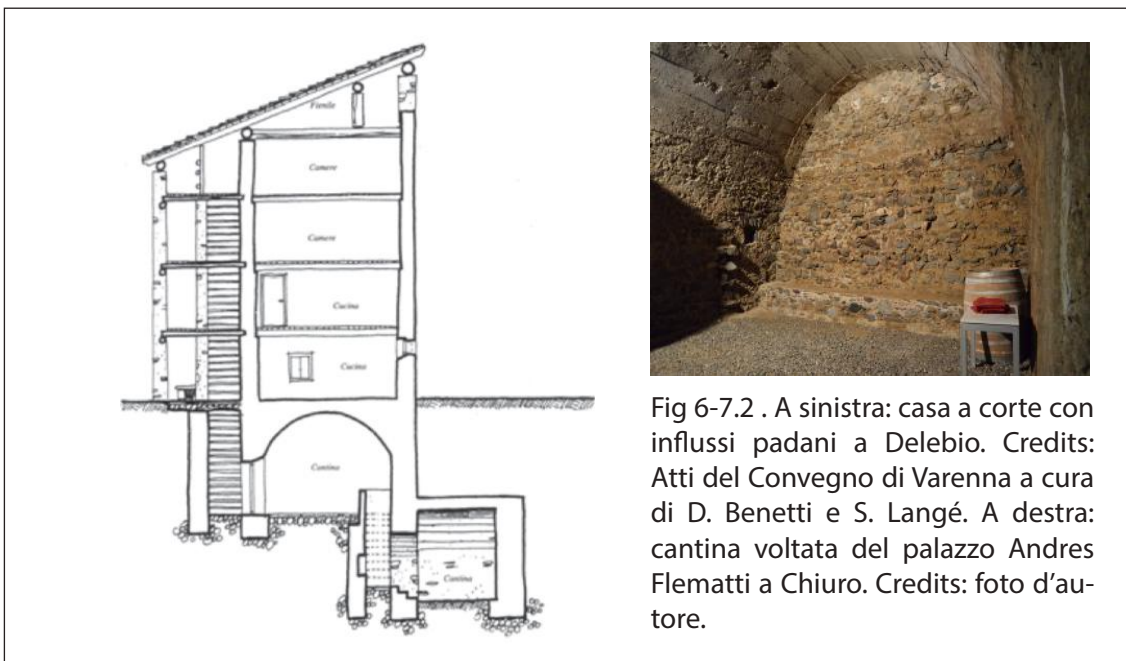 Fienile
Camere
Camere
Cucina
Cucina
Cantina
Cantina
Fig 6-7.2 . A sinistra: casa a corte con
influssi padani a Delebio. Credits:
Atti del Convegno di Varenna a cura
di D. Benetti e S. Langé. A destra:
cantina voltata del palazzo Andres
Flematti a Chiuro. Credits: foto d'au-
tore.